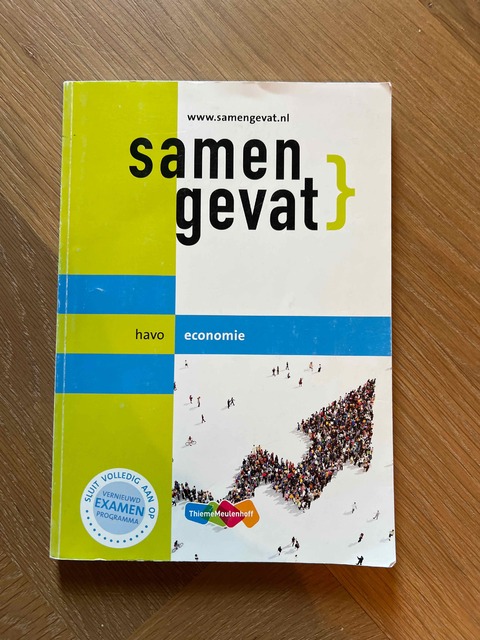 www.samengevat.nl
samen
gevat}
havo economie
SLUIT VOLLEDIG AAN OP
VERNIEUWD
EXAMEN
PROGRAMMA
ThiemeMeulenhoff